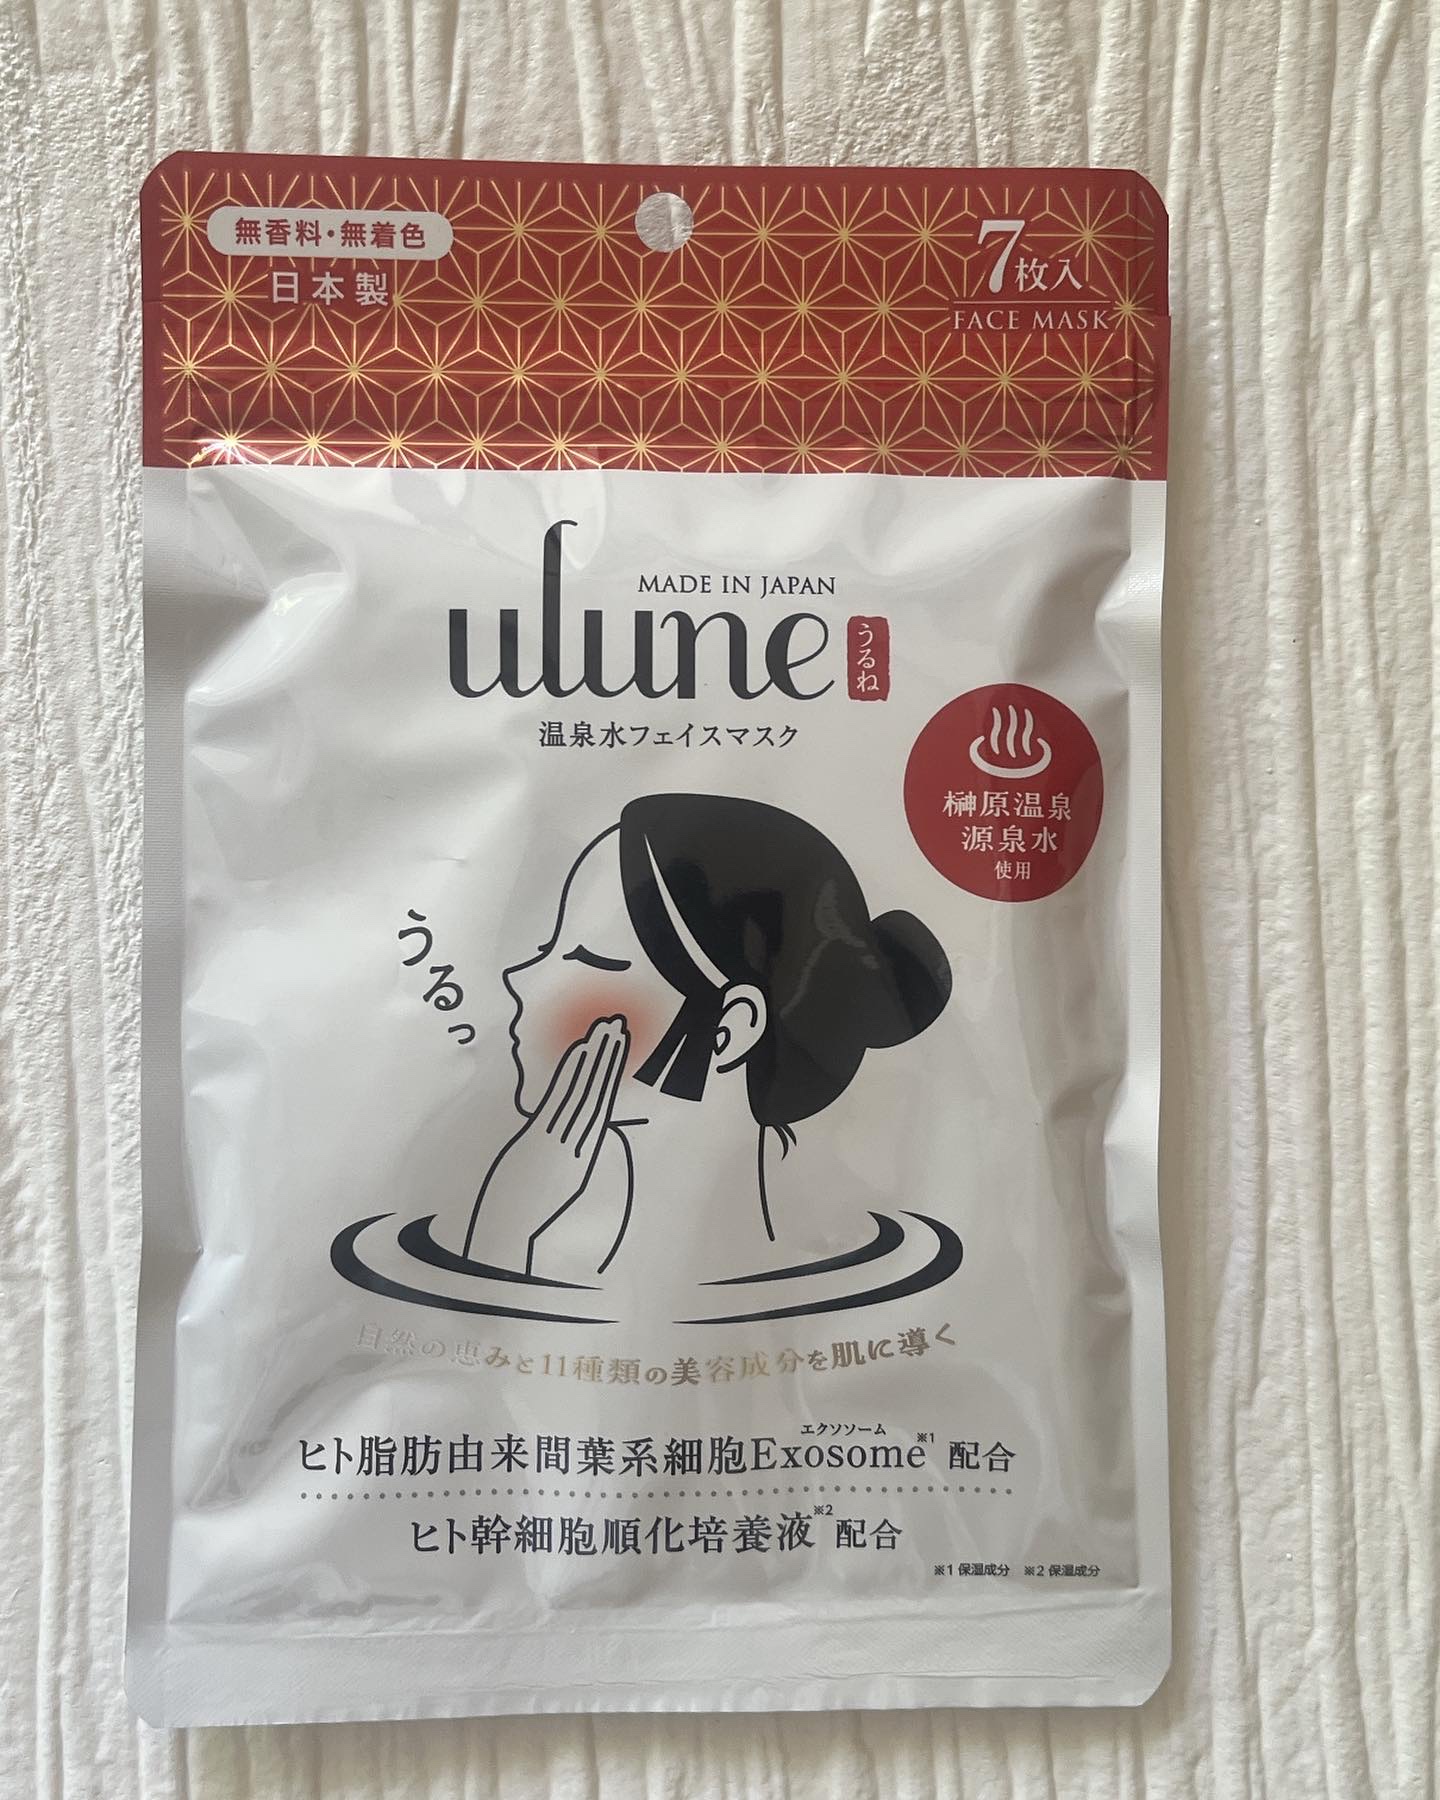 無香料・無着色
日本製
7枚入
FACE MASK
MADE IN JAPAN
ulune
うるね
温泉水フェイスマスク
榊原温泉
源泉水
使用
うるっ
自然の恵みと11種類の美容成分を肌に導く
エクソソーム
ヒト脂肪由来間葉系細胞Exosome※1 配合
ヒト幹細胞順化培養液※2 配合
※1 保湿成分 ※2 保湿成分